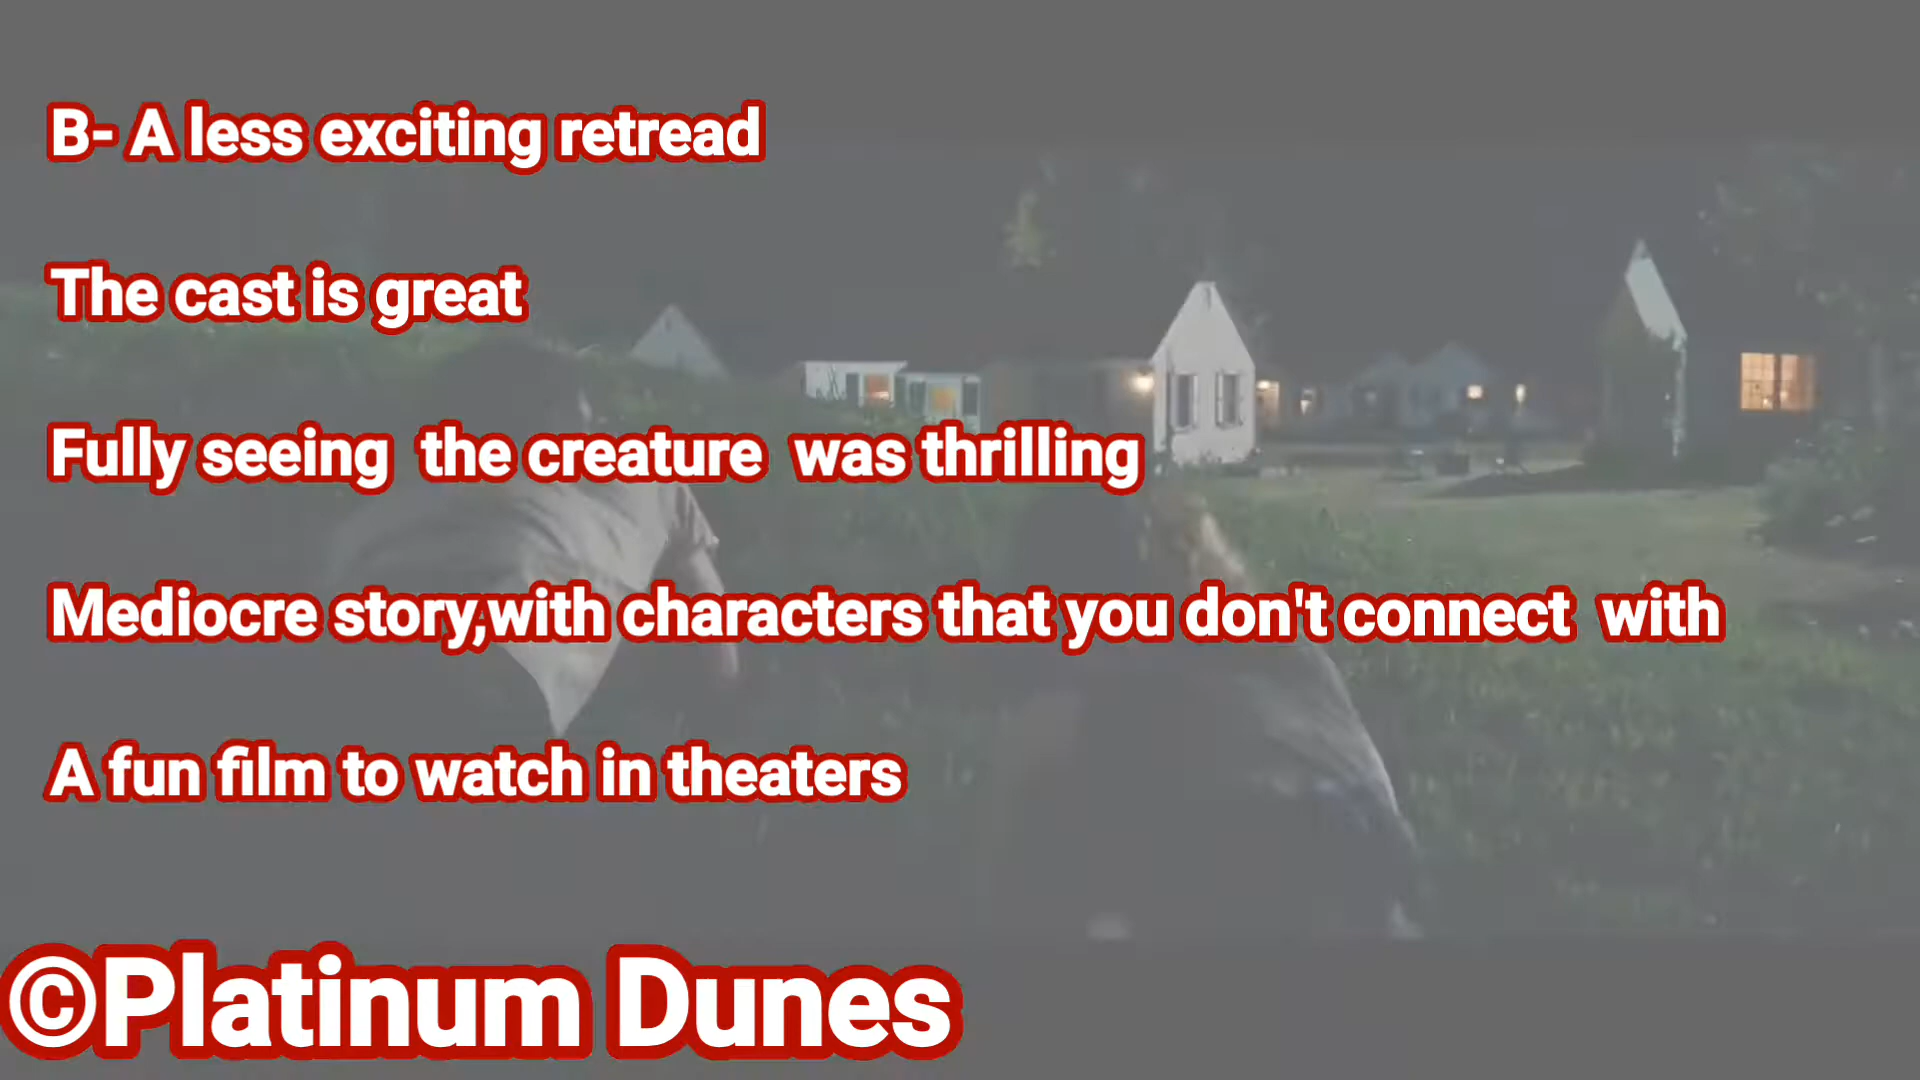 B- A less exciting retread
The cast is great
Fully seeing the creature was thrilling
Mediocre story,with characters that you don't connect with
A fun film to watch in theaters
©Platinum Dunes